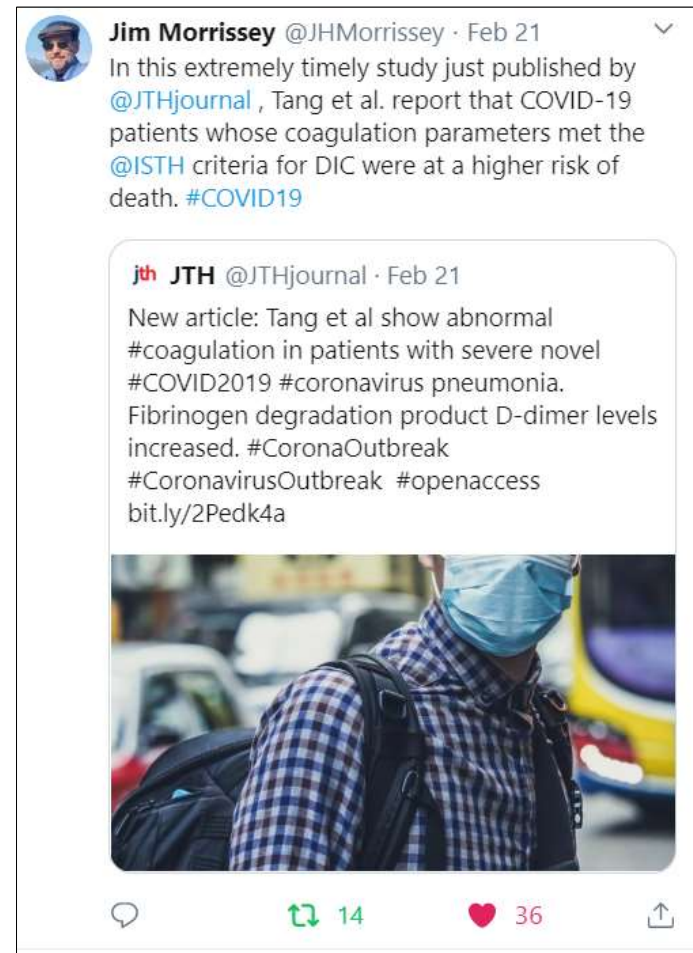 Jim Morrissey @JHMorrissey · Feb 21
In this extremely timely study just published by
@JTHjournal , Tang et al. report that COVID-19
patients whose coagulation parameters met the
@ISTH criteria for DIC were at a higher risk of
death. #COVID19
jth JTH @JTHjournal · Feb 21
New article: Tang et al show abnormal
#coagulation in patients with severe novel
#COVID2019 #coronavirus pneumonia.
Fibrinogen degradation product D-dimer levels
increased. #CoronaOutbreak
#CoronavirusOutbreak #openaccess
bit.ly/2Pedk4a
14 36